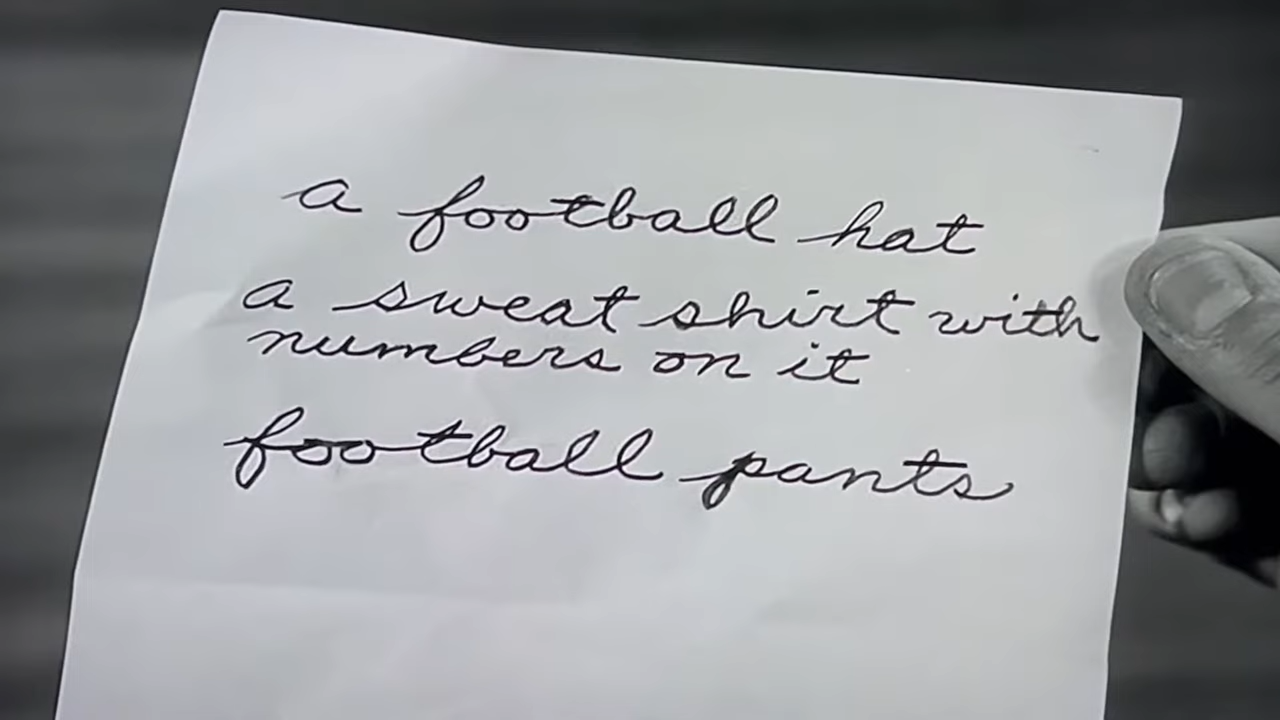 a football hat
a sweat shirt with
numbers on it
football pants